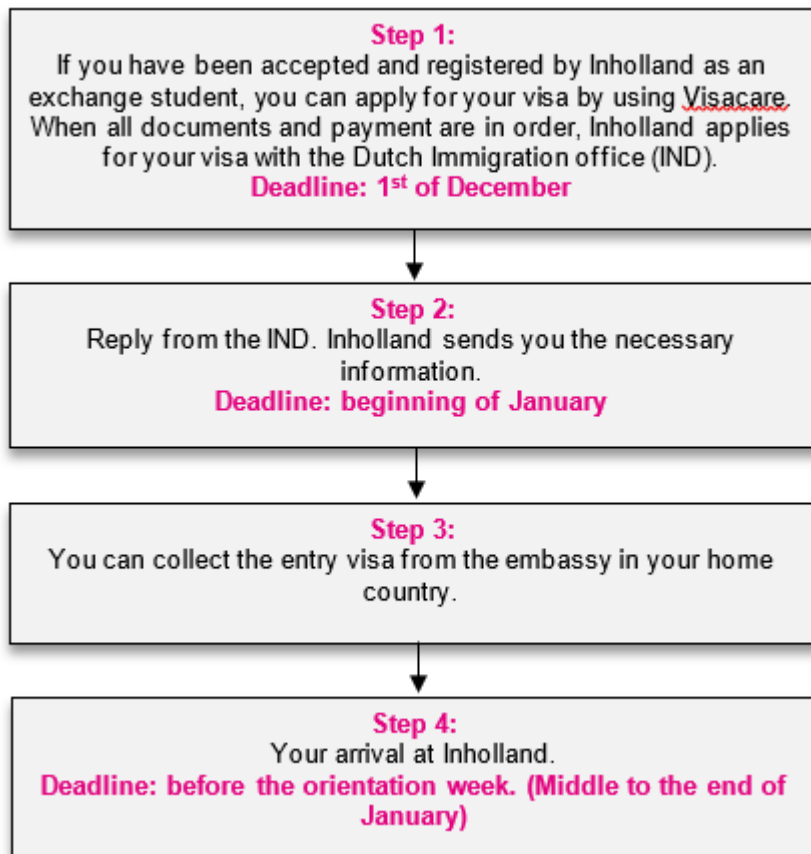 Step 1:
If you have been accepted and registered by Inholland as an
exchange student, you can apply for your visa by using Visacare.
When all documents and payment are in order, Inholland applies
for your visa with the Dutch Immigration office (IND).
Deadline: 1st of December
Step 2:
Reply from the IND. Inholland sends you the necessary
information.
Deadline: beginning of January
Step 3:
You can collect the entry visa from the embassy in your home
country.
Step 4:
Your arrival at Inholland.
Deadline: before the orientation week. (Middle to the end of
January)